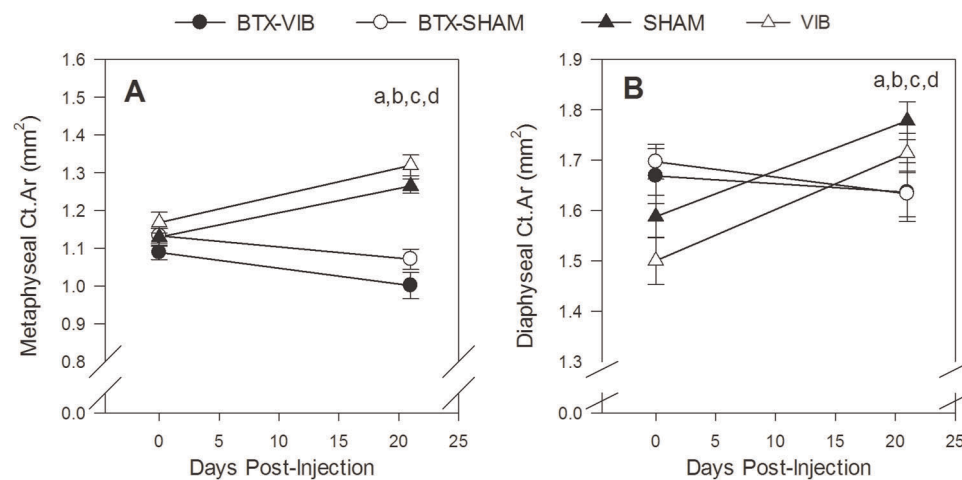 BTX-VIB BTX-SHAM SHAM VIB
A
a,b,c,d
Metaphyseal Ct.Ar (mm²)
1.6
1.5
1.4
1.3
1.2
1.1
1.0
0.9
0.8
0.0
0 5 10 15 20 25
Days Post-Injection
B
a,b,c,d
Diaphyseal Ct.Ar (mm²)
1.9
1.8
1.7
1.6
1.5
1.4
1.3
0.0
0 5 10 15 20 25
Days Post-Injection